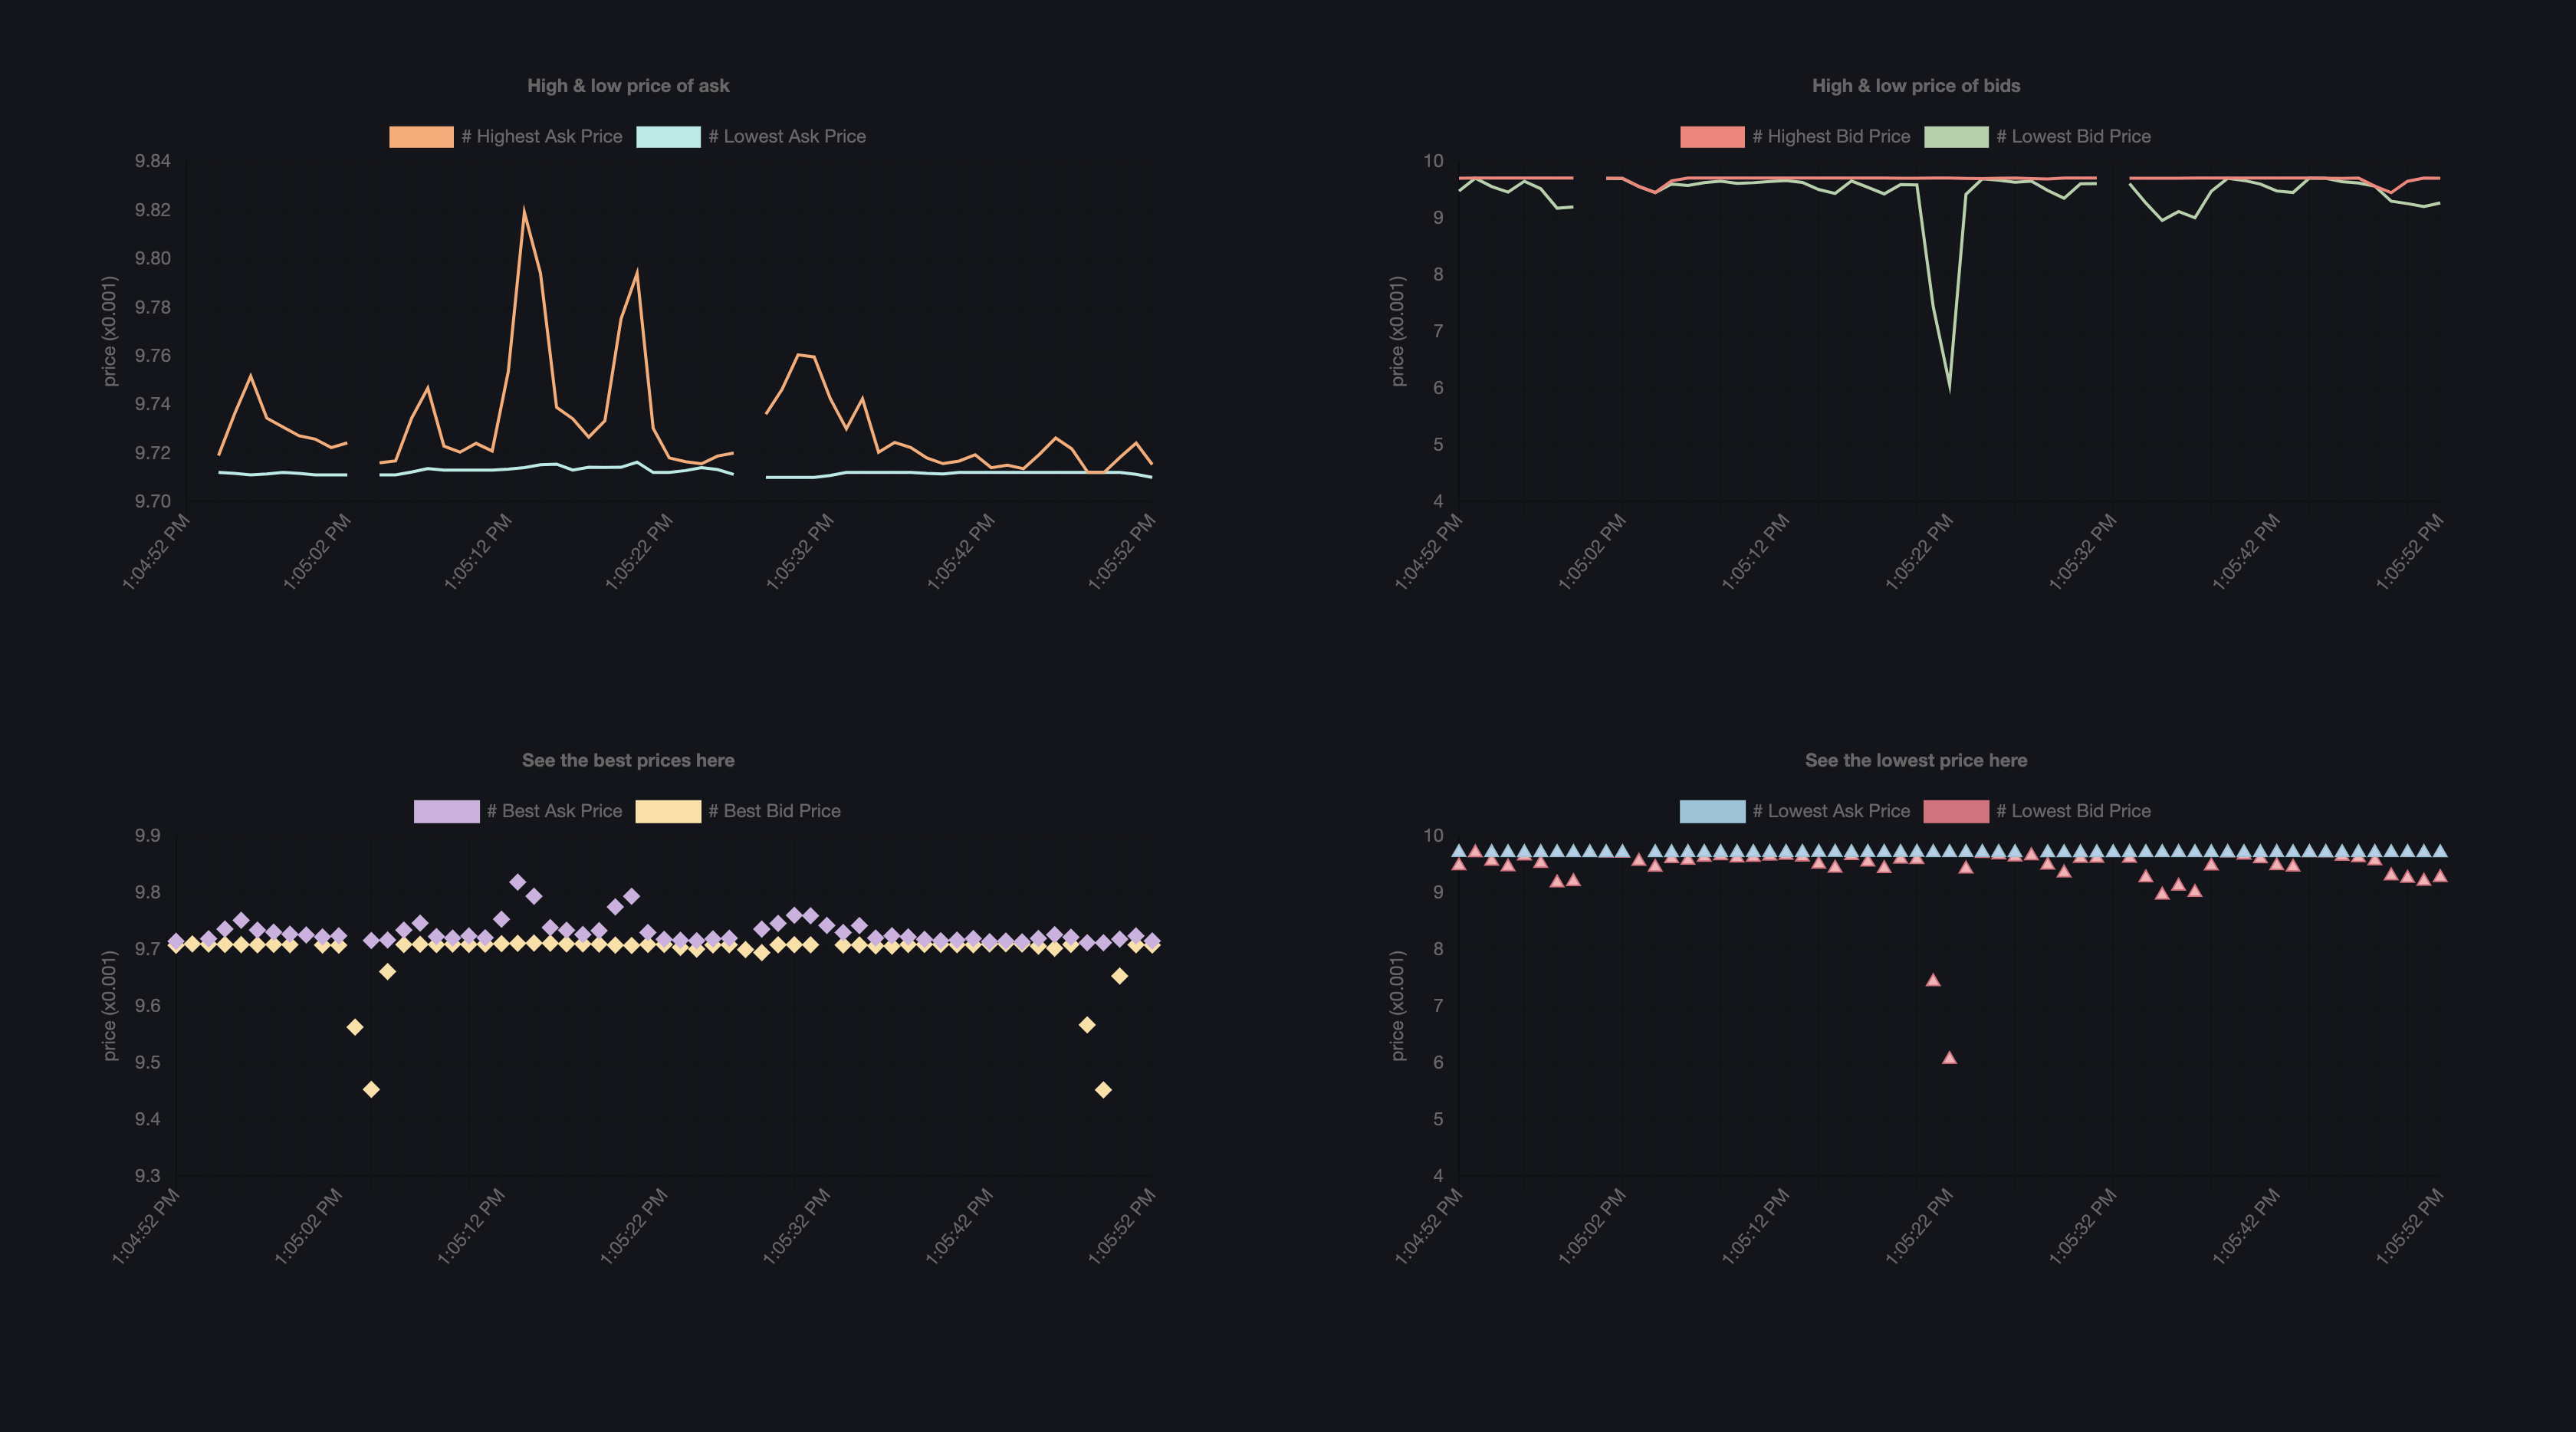 High & low price of ask
# Highest Ask Price # Lowest Ask Price
9.84
9.82
9.80
9.78
9.76
9.74
9.72
9.70
price (x0.001)
1:04:52 PM 1:05:02 PM 1:05:12 PM 1:05:22 PM 1:05:32 PM 1:05:42 PM 1:05:52 PM
High & low price of bids
# Highest Bid Price # Lowest Bid Price
10
9
8
7
6
5
4
price (x0.001)
1:04:52 PM 1:05:02 PM 1:05:12 PM 1:05:22 PM 1:05:32 PM 1:05:42 PM 1:05:52 PM
See the best prices here
# Best Ask Price # Best Bid Price
9.9
9.8
9.7
9.6
9.5
9.4
9.3
price (x0.001)
1:04:52 PM 1:05:02 PM 1:05:12 PM 1:05:22 PM 1:05:32 PM 1:05:42 PM 1:05:52 PM
See the lowest price here
# Lowest Ask Price # Lowest Bid Price
10
9
8
7
6
5
4
price (x0.001)
1:04:52 PM 1:05:02 PM 1:05:12 PM 1:05:22 PM 1:05:32 PM 1:05:42 PM 1:05:52 PM